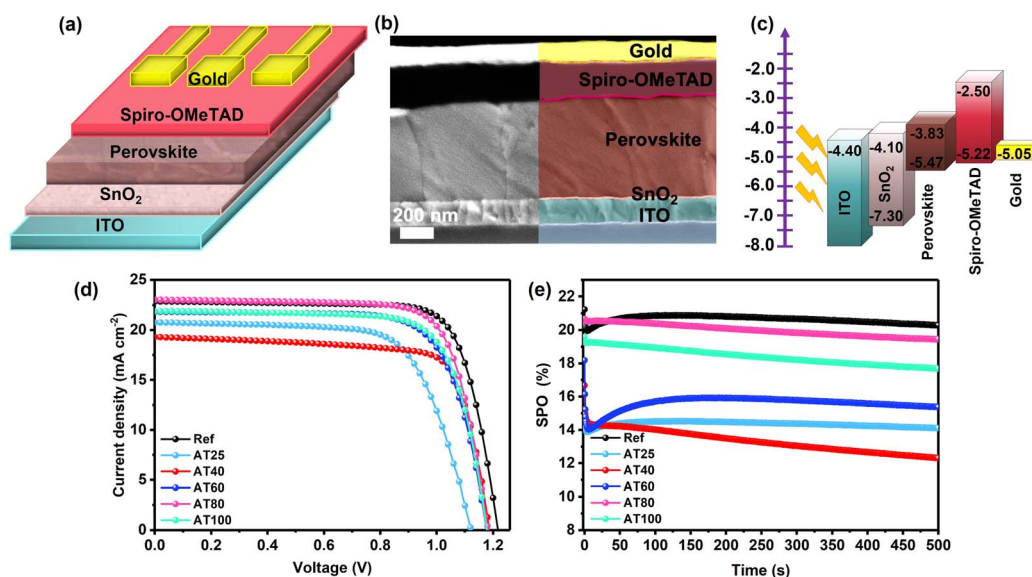 (a)
Gold
Spiro-OMeTAD
Perovskite
SnO₂
ITO
(b)
Gold
Spiro-OMeTAD
Perovskite
SnO₂
ITO
200 nm
(c)
-2.0
-3.0
-4.0
-5.0
-6.0
-7.0
-8.0
-4.40
ITO
-4.10
SnO₂
-7.30
-3.83
-5.47
Perovskite
-2.50
-5.22
Spiro-OMeTAD
-5.05
Gold
(d)
Current density (mA cm⁻²)
25
20
15
10
5
0
Ref
AT25
AT40
AT60
AT80
AT100
0.0 0.2 0.4 0.6 0.8 1.0 1.2
Voltage (V)
(e)
SPO (%)
22
20
18
16
14
12
10
8
Ref
AT25
AT40
AT60
AT80
AT100
0 50 100 150 200 250 300 350 400 450 500
Time (s)